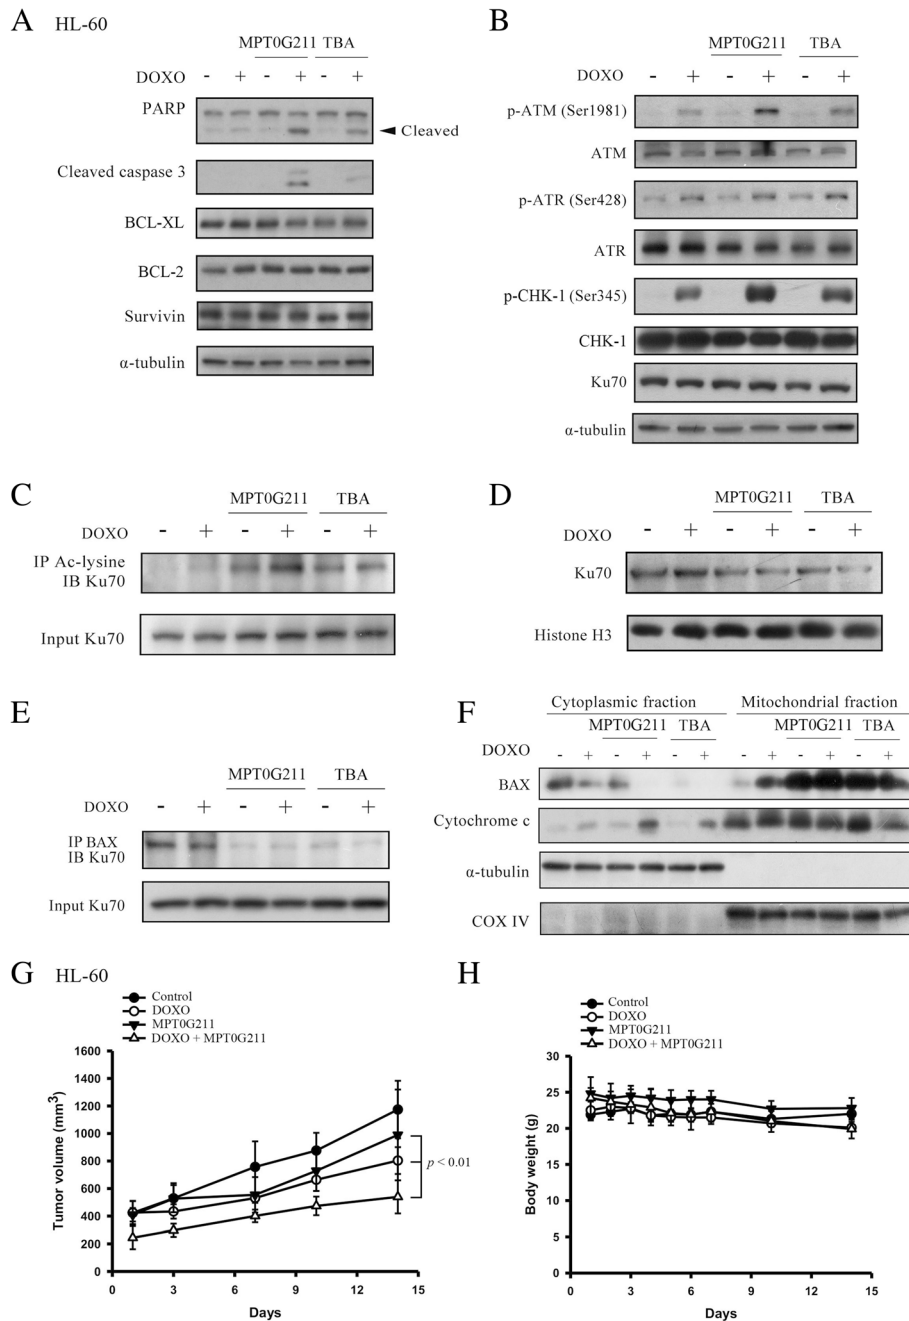 A HL-60
MPT0G211 TBA
DOXO - + - + - +
PARP
Cleaved
Cleaved caspase 3
BCL-XL
BCL-2
Survivin
α-tubulin
B
MPT0G211 TBA
DOXO - + - + - +
p-ATM (Ser1981)
ATM
p-ATR (Ser428)
ATR
p-CHK-1 (Ser345)
CHK-1
Ku70
α-tubulin
C
MPT0G211 TBA
DOXO - + - + - +
IP Ac-lysine
IB Ku70
Input Ku70
D
MPT0G211 TBA
DOXO - + - + - +
Ku70
Histone H3
E
MPT0G211 TBA
DOXO - + - + - +
IP BAX
IB Ku70
Input Ku70
F
Cytoplasmic fraction Mitochondrial fraction
MPT0G211 TBA MPT0G211 TBA
DOXO - + - + - + - + - + - +
BAX
Cytochrome c
α-tubulin
COX IV
G HL-60
Control
DOXO
MPT0G211
DOXO + MPT0G211
Tumor volume (mm³)
1600
1400
1200
1000
800
600
400
200
0
p < 0.01
0 3 6 9 12 15
Days
H
Control
DOXO
MPT0G211
DOXO + MPT0G211
Body weight (g)
35
30
25
20
15
10
5
0
0 3 6 9 12 15
Days